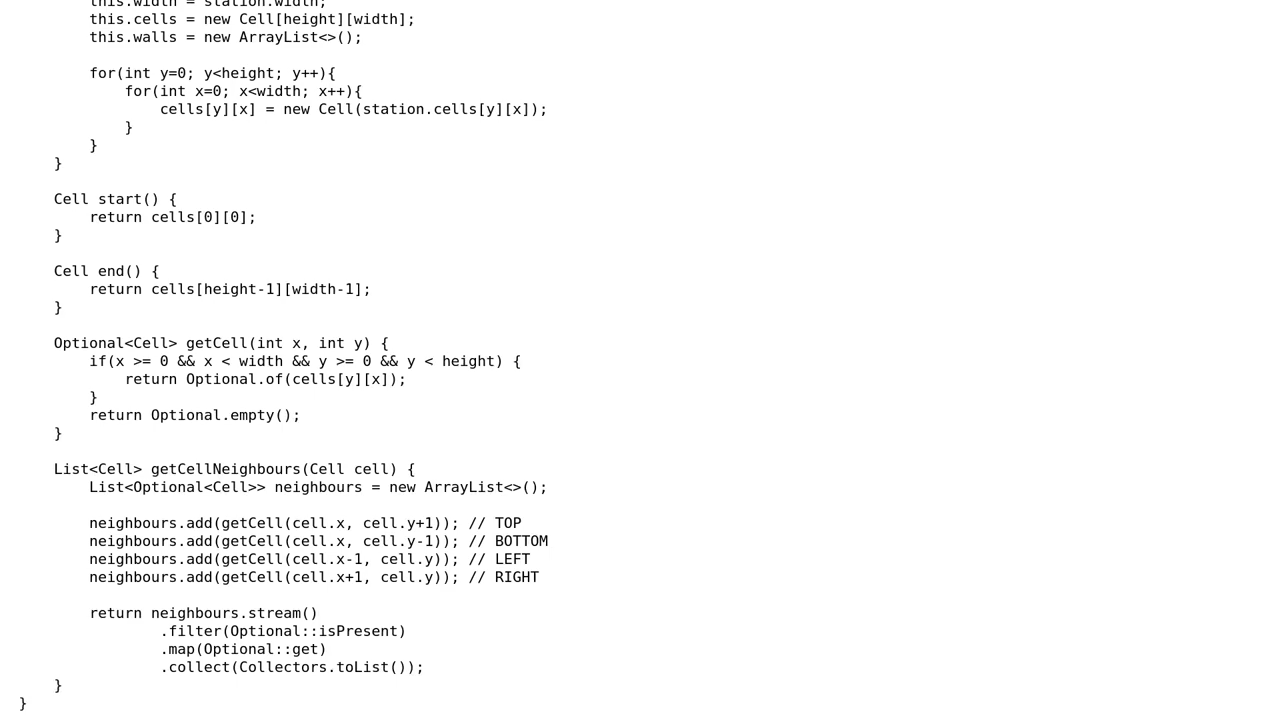 this.width = station.width;
this.cells = new Cell[height][width];
this.walls = new ArrayList<>();
for(int y=0; y<height; y++){
for(int x=0; x<width; x++){
cells[y][x] = new Cell(station.cells[y][x]);
}
}
}
Cell start() {
return cells[0][0];
}
Cell end() {
return cells[height-1][width-1];
}
Optional<Cell> getCell(int x, int y) {
if(x >= 0 && x < width && y >= 0 && y < height) {
return Optional.of(cells[y][x]);
}
return Optional.empty();
}
List<Cell> getCellNeighbours(Cell cell) {
List<Optional<Cell>> neighbours = new ArrayList<>();
neighbours.add(getCell(cell.x, cell.y+1)); // TOP
neighbours.add(getCell(cell.x, cell.y-1)); // BOTTOM
neighbours.add(getCell(cell.x-1, cell.y)); // LEFT
neighbours.add(getCell(cell.x+1, cell.y)); // RIGHT
return neighbours.stream()
.filter(Optional::isPresent)
.map(Optional::get)
.collect(Collectors.toList());
}
}